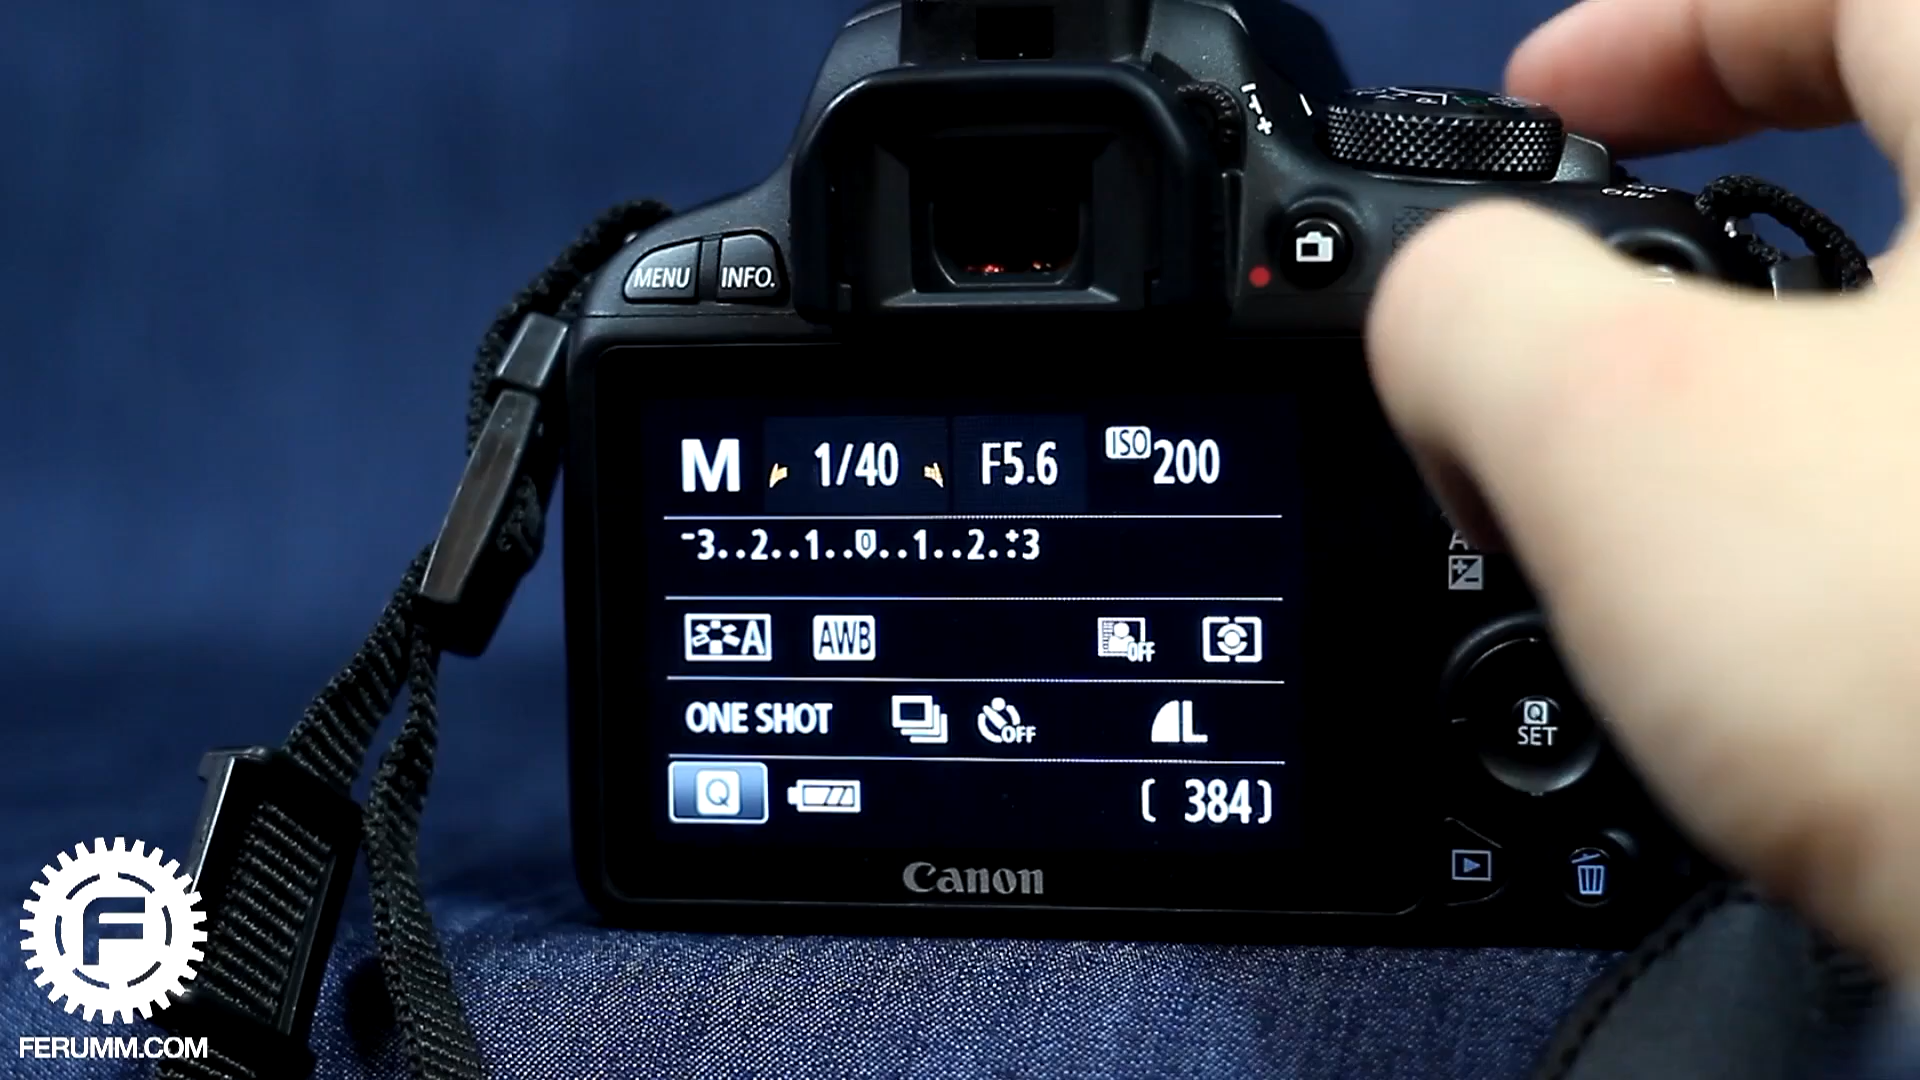 MENU INFO.
M 1/40 F5.6 ISO 200
-3..2..1..0..1..2.:+3
A AWB OFF
ONE SHOT OFF L
Q [ 384]
Canon
Q
SET
F
FERUMM.COM